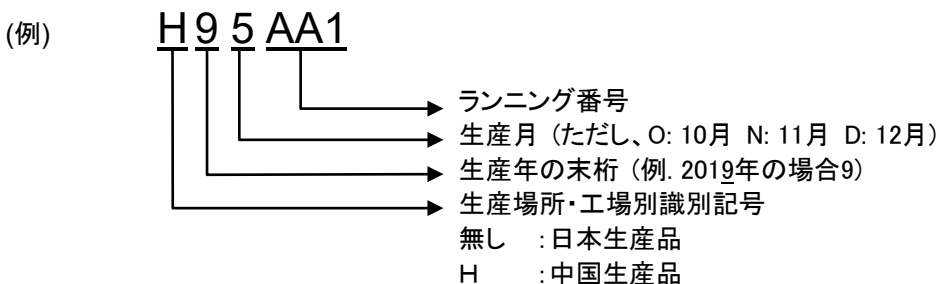 (例) H 9 5 AA1
ランニング番号
生産月 (ただし、O: 10月 N: 11月 D: 12月)
生産年の末桁 (例. 2019年の場合9)
生産場所・工場別識別記号
無し :日本生産品
H :中国生産品